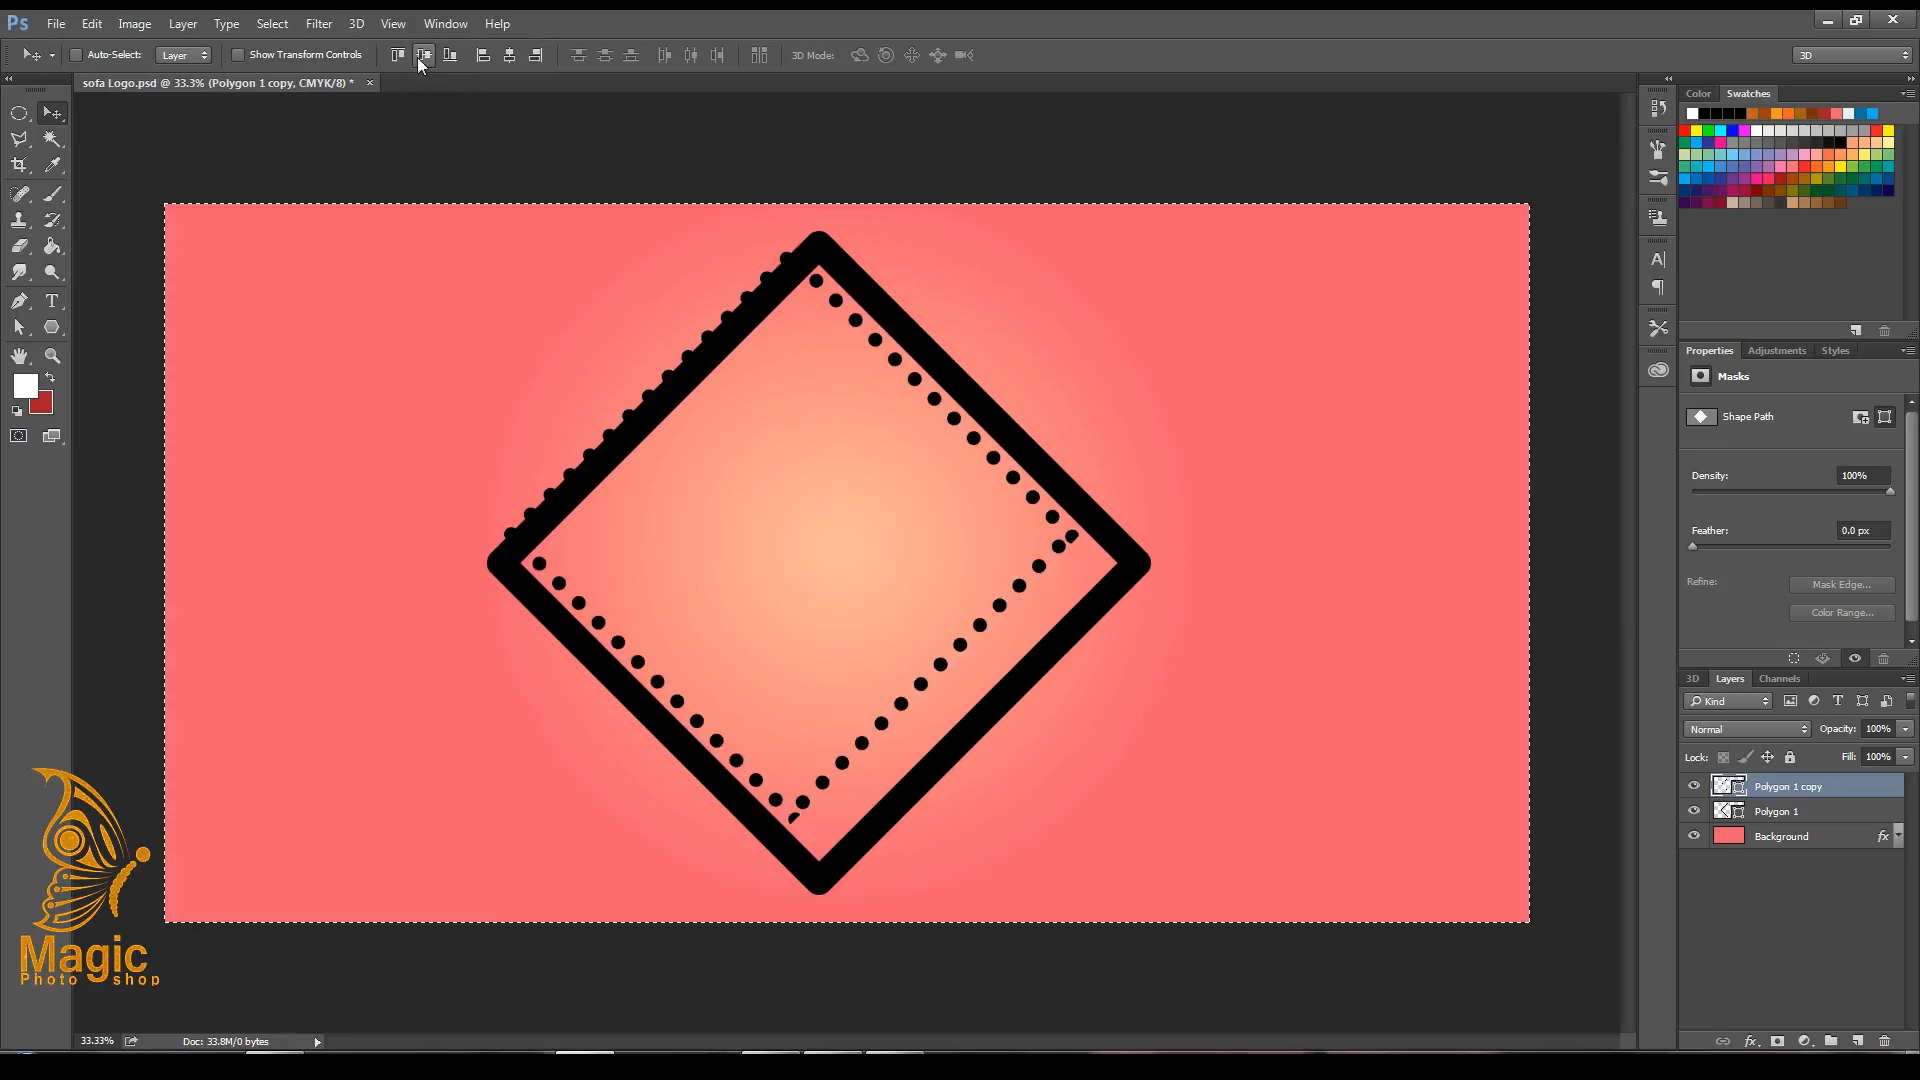 Ps File Edit Image Layer Type Select Filter 3D View Window Help
Auto-Select: Layer Show Transform Controls 3D Mode: 3D
sofa Logo.psd @ 33.3% (Polygon 1 copy, CMYK/8) * ×
Color Swatches
Properties Adjustments Styles
Masks
Shape Path
Density: 100%
Feather: 0.0 px
Refine: Mask Edge...
Color Range...
3D Layers Channels
Kind
Normal Opacity: 100%
Lock: Fill: 100%
Polygon 1 copy
Polygon 1
Background fx
Magic
Photo shop
33.33% Doc: 33.8M/0 bytes